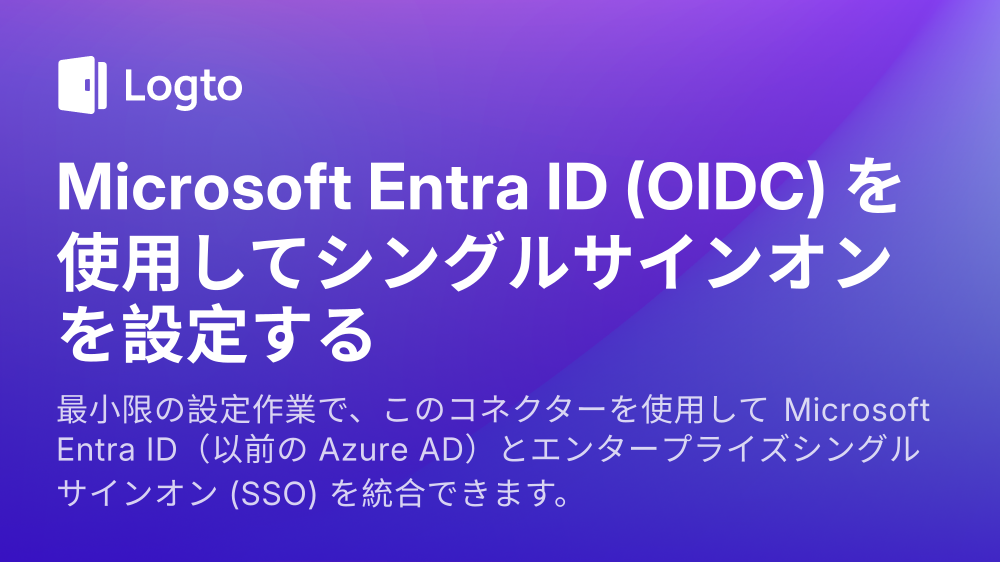 Logto
Microsoft Entra ID (OIDC) を
使用してシングルサインオン
を設定する
最小限の設定作業で、このコネクターを使用して Microsoft
Entra ID（以前の Azure AD）とエンタープライズシングル
サインオン (SSO) を統合できます。